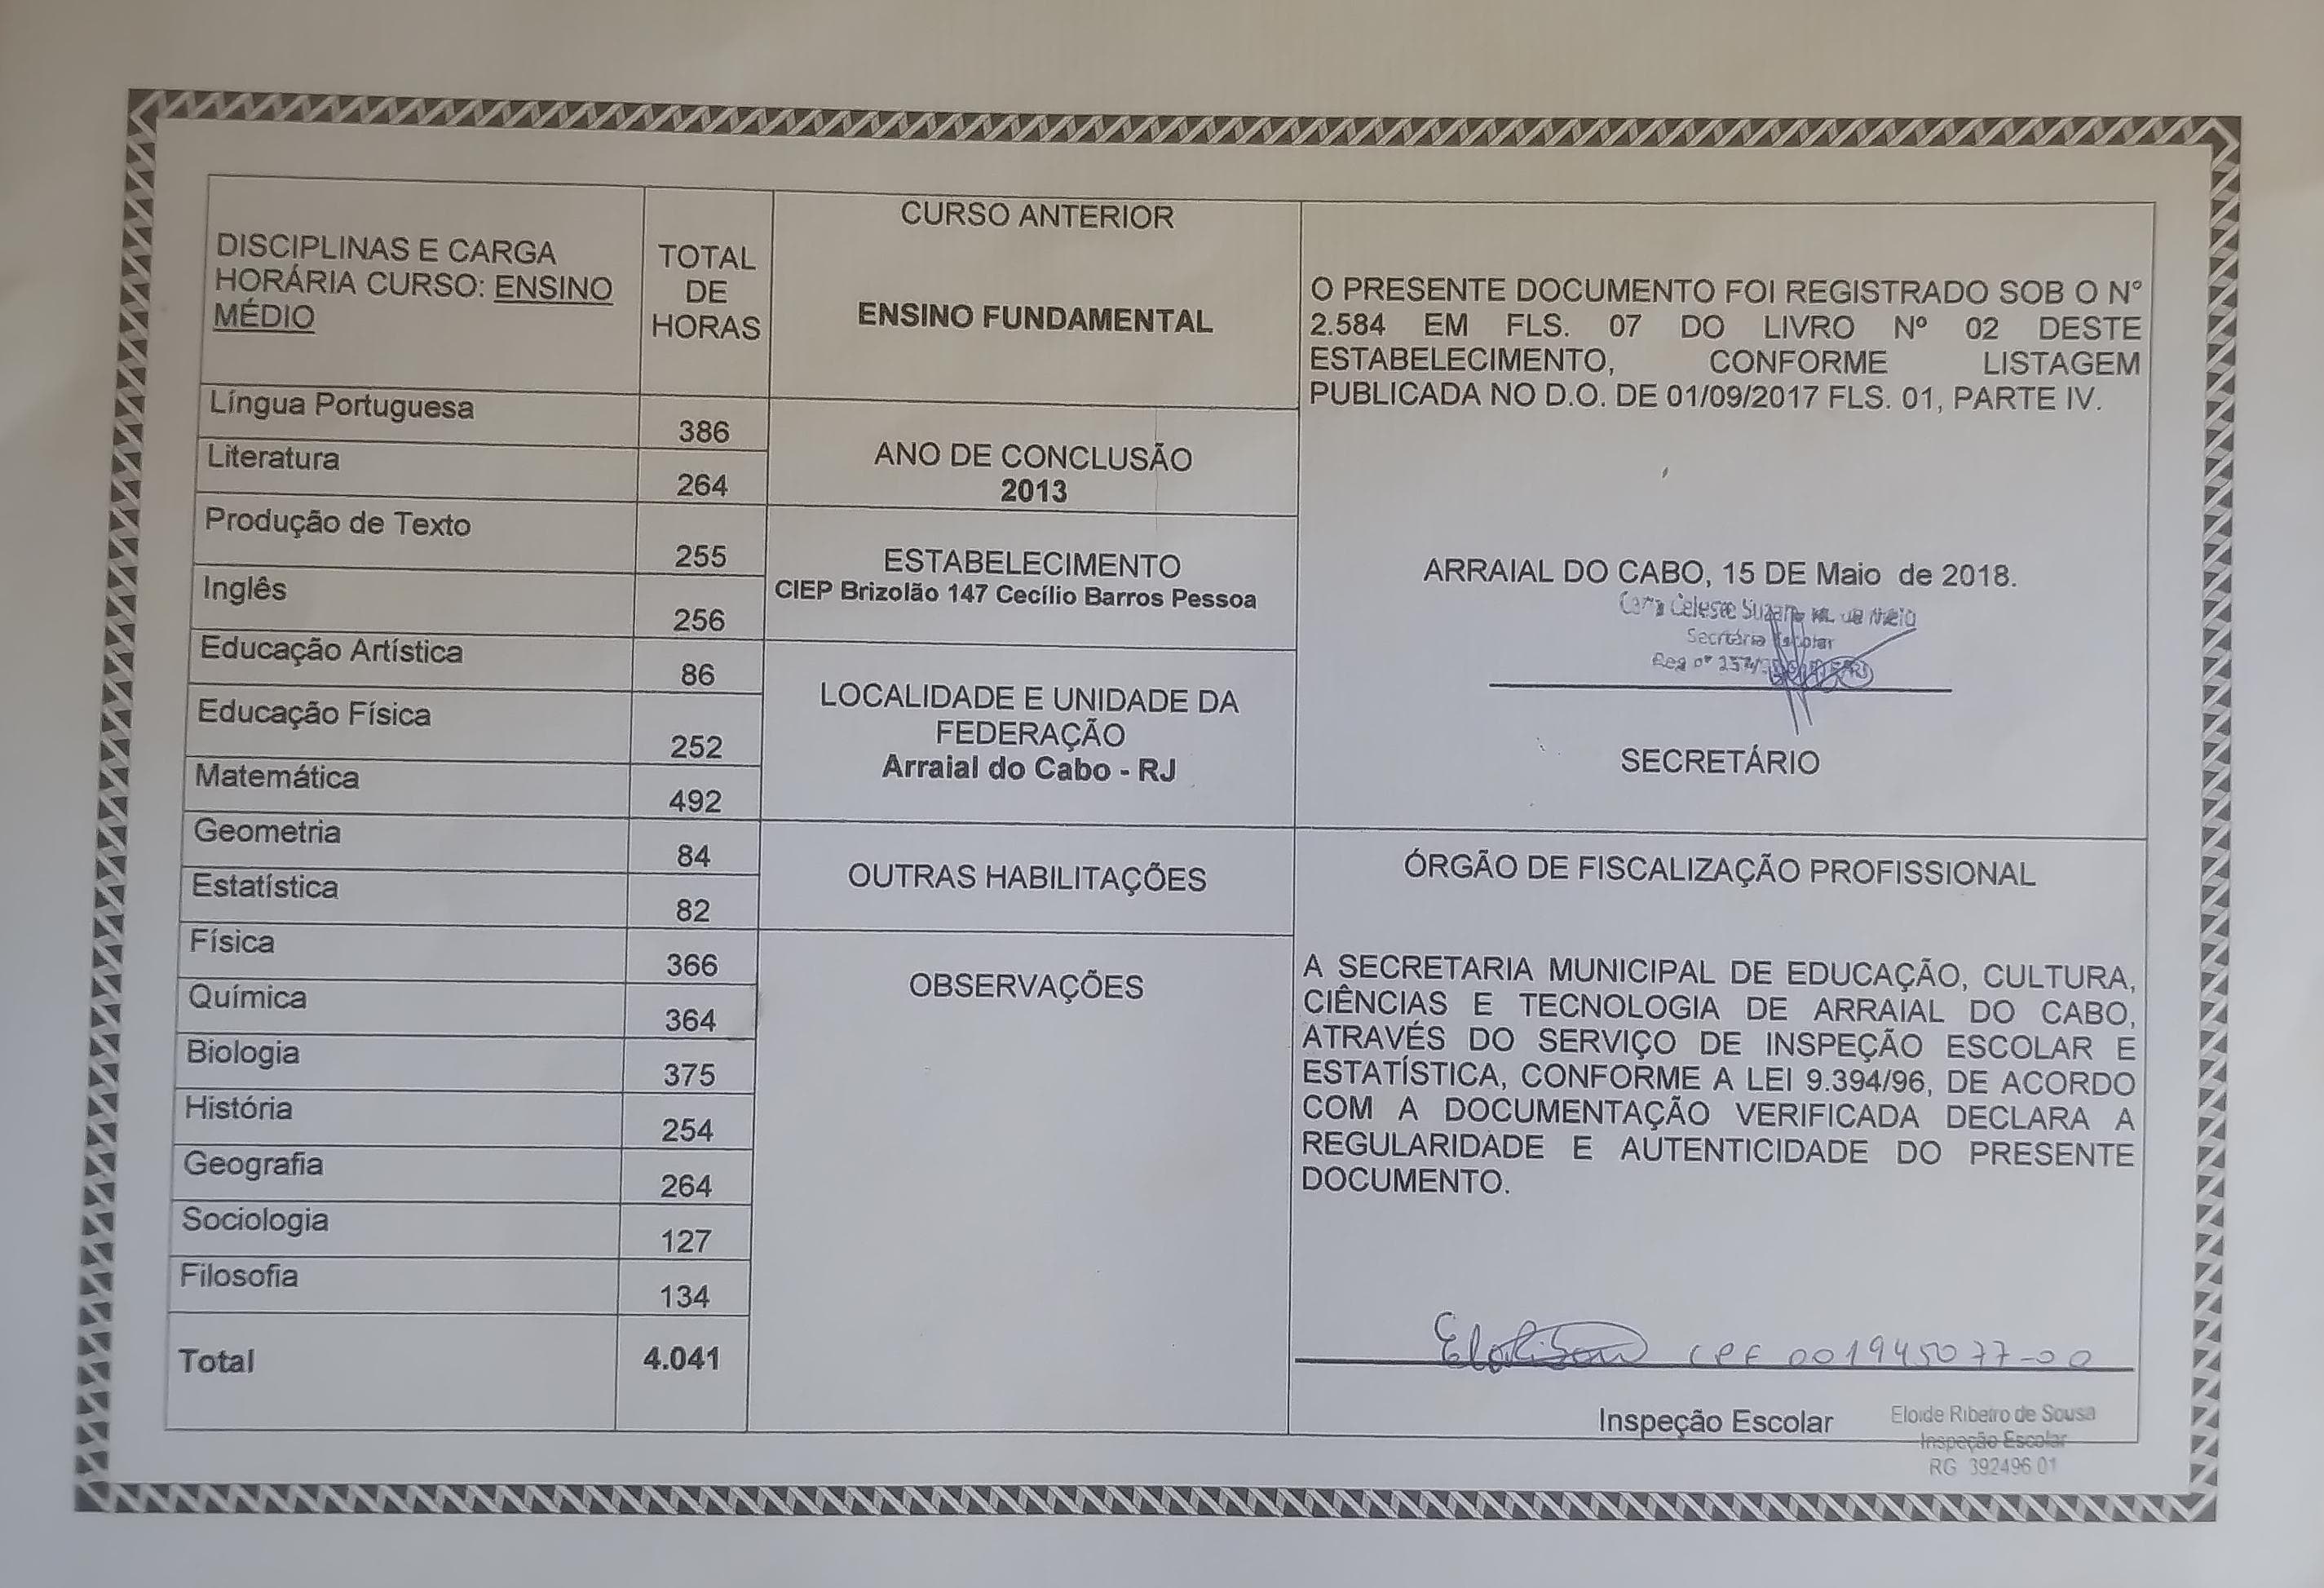 DISCIPLINAS E CARGA
HORÁRIA CURSO: ENSINO
MÉDIO
TOTAL
DE
HORAS
Língua Portuguesa
386
Literatura
264
Produção de Texto
255
Inglês
256
Educação Artística
86
Educação Física
252
Matemática
492
Geometria
84
Estatística
82
Física
366
Química
364
Biologia
375
História
254
Geografia
264
Sociologia
127
Filosofia
134
Total
4.041
CURSO ANTERIOR
ENSINO FUNDAMENTAL
ANO DE CONCLUSÃO
2013
ESTABELECIMENTO
CIEP Brizolão 147 Cecílio Barros Pessoa
LOCALIDADE E UNIDADE DA
FEDERAÇÃO
Arraial do Cabo - RJ
OUTRAS HABILITAÇÕES
OBSERVAÇÕES
O PRESENTE DOCUMENTO FOI REGISTRADO SOB O Nº
2.584 EM FLS. 07 DO LIVRO Nº 02 DESTE
ESTABELECIMENTO, CONFORME LISTAGEM
PUBLICADA NO D.O. DE 01/09/2017 FLS. 01, PARTE IV.
ARRAIAL DO CABO, 15 DE Maio de 2018.
Celeste
Secretária Escolar
Reg nº
SECRETÁRIO
ÓRGÃO DE FISCALIZAÇÃO PROFISSIONAL
A SECRETARIA MUNICIPAL DE EDUCAÇÃO, CULTURA,
CIÊNCIAS E TECNOLOGIA DE ARRAIAL DO CABO,
ATRAVÉS DO SERVIÇO DE INSPEÇÃO ESCOLAR E
ESTATÍSTICA, CONFORME A LEI 9.394/96, DE ACORDO
COM A DOCUMENTAÇÃO VERIFICADA DECLARA A
REGULARIDADE E AUTENTICIDADE DO PRESENTE
DOCUMENTO.
CPF 001945077-00
Inspeção Escolar
Eloide Ribeiro de Sousa
Inspeção Escolar
RG 392496 01